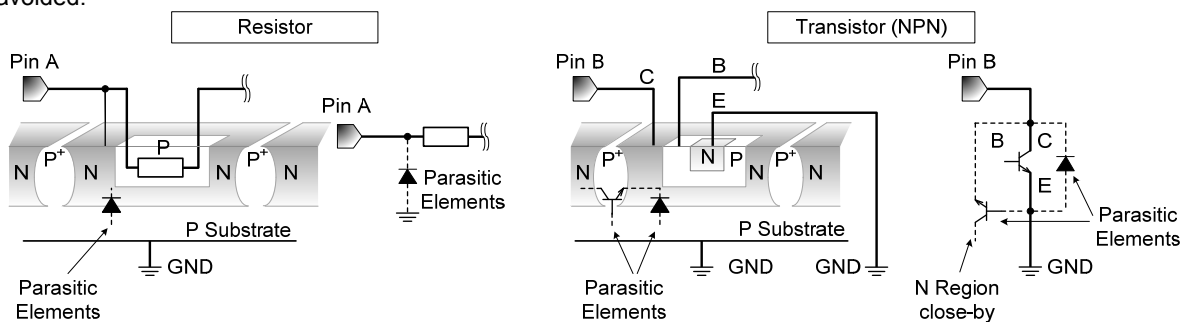 avoided.
Resistor
Transistor (NPN)
Pin A
Pin A
N P+ N P N P+ N
Parasitic
Elements
P Substrate
GND
Parasitic
Elements
Pin B
C
B
E
N P+ N P N P+ N
P Substrate
GND
GND
Parasitic
Elements
Pin B
B
C
E
Parasitic
Elements
GND
N Region
close-by